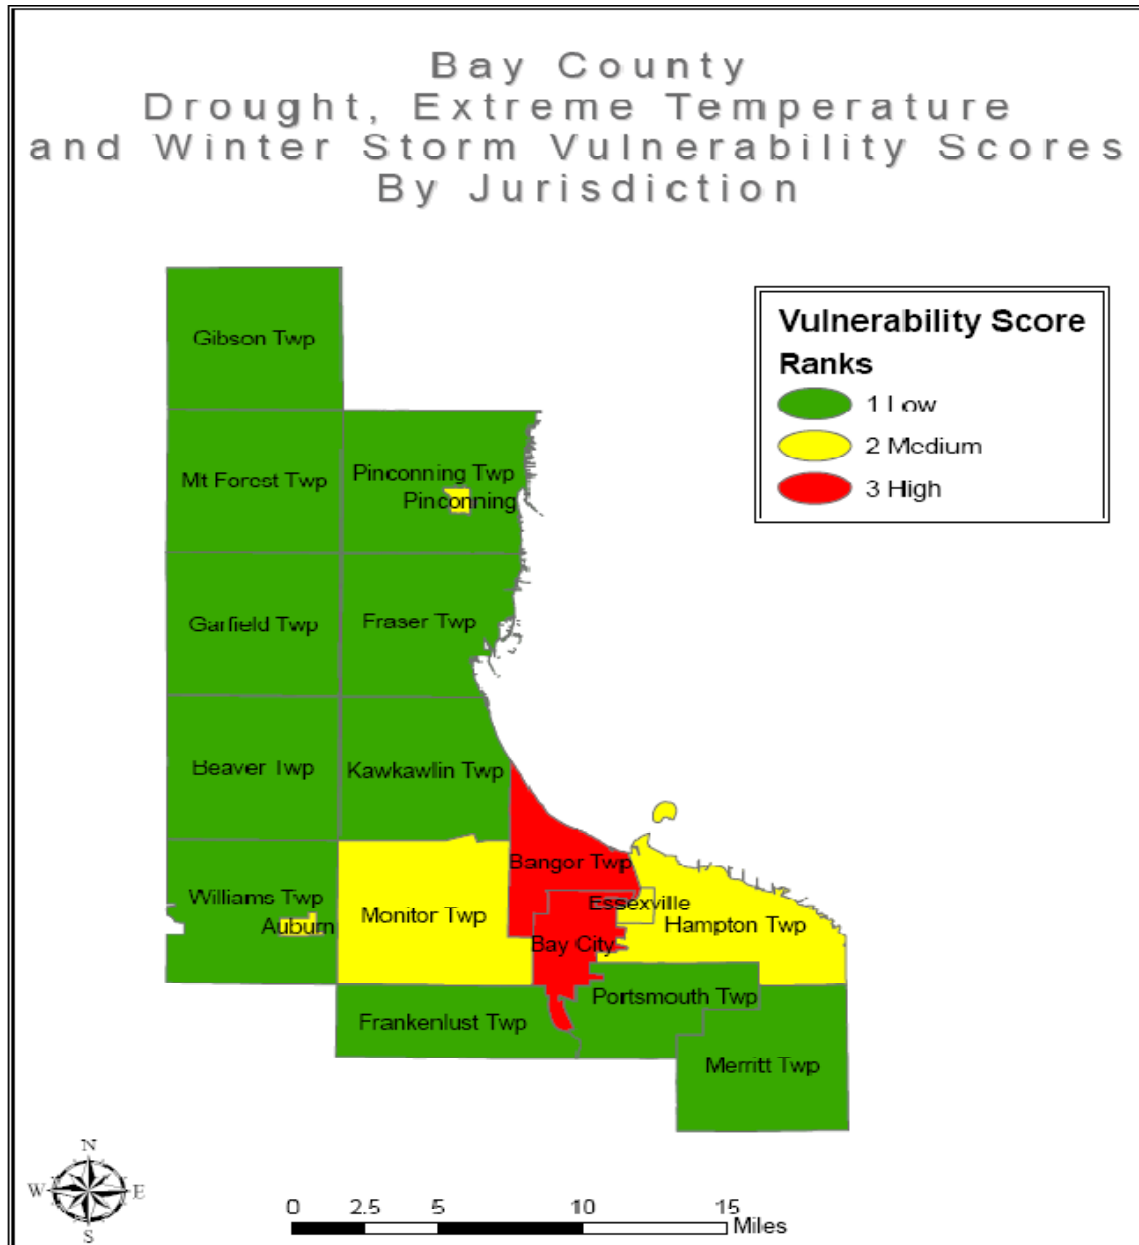 Bay County
Drought, Extreme Temperature
and Winter Storm Vulnerability Scores
By Jurisdiction
Vulnerability Score
Ranks
1 Low
2 Medium
3 High
Gibson Twp
Mt Forest Twp
Pinconning Twp
Pinconning
Garfield Twp
Fraser Twp
Beaver Twp
Kawkawlin Twp
Bangor Twp
Williams Twp
Auburn
Monitor Twp
Essexville
Hampton Twp
Bay City
Portsmouth Twp
Frankenlust Twp
Merritt Twp
N
W
E
S
0 2.5 5 10 15
Miles